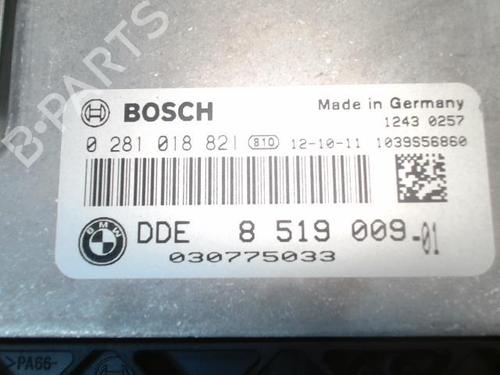 B-PARTS
BOSCH
Made in Germany
1243 0257
0 281 018 821 810 12-10-11 1039S56860
BMW
DDE 8 519 009-01
030775033
>PA66-